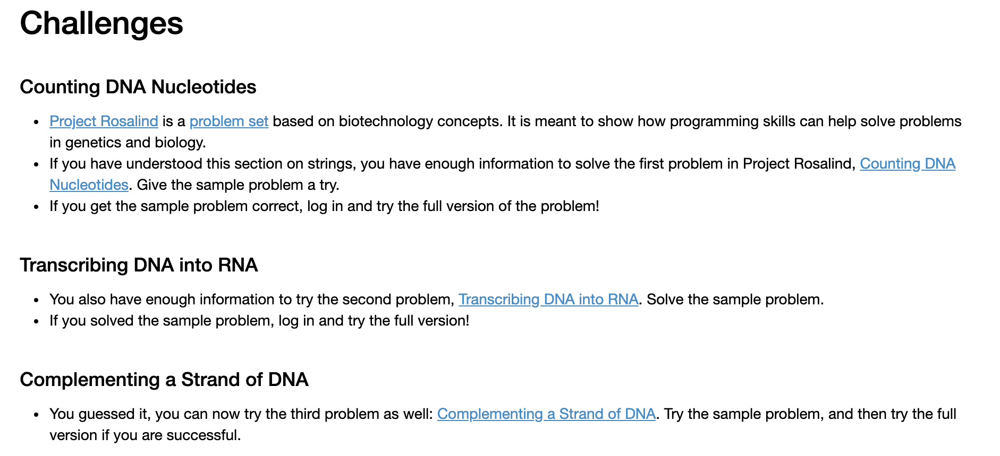 Challenges
Counting DNA Nucleotides
Project Rosalind is a problem set based on biotechnology concepts. It is meant to show how programming skills can help solve problems
in genetics and biology.
If you have understood this section on strings, you have enough information to solve the first problem in Project Rosalind, Counting DNA
Nucleotides. Give the sample problem a try.
If you get the sample problem correct, log in and try the full version of the problem!
Transcribing DNA into RNA
You also have enough information to try the second problem, Transcribing DNA into RNA. Solve the sample problem.
If you solved the sample problem, log in and try the full version!
Complementing a Strand of DNA
You guessed it, you can now try the third problem as well: Complementing a Strand of DNA. Try the sample problem, and then try the full
version if you are successful.